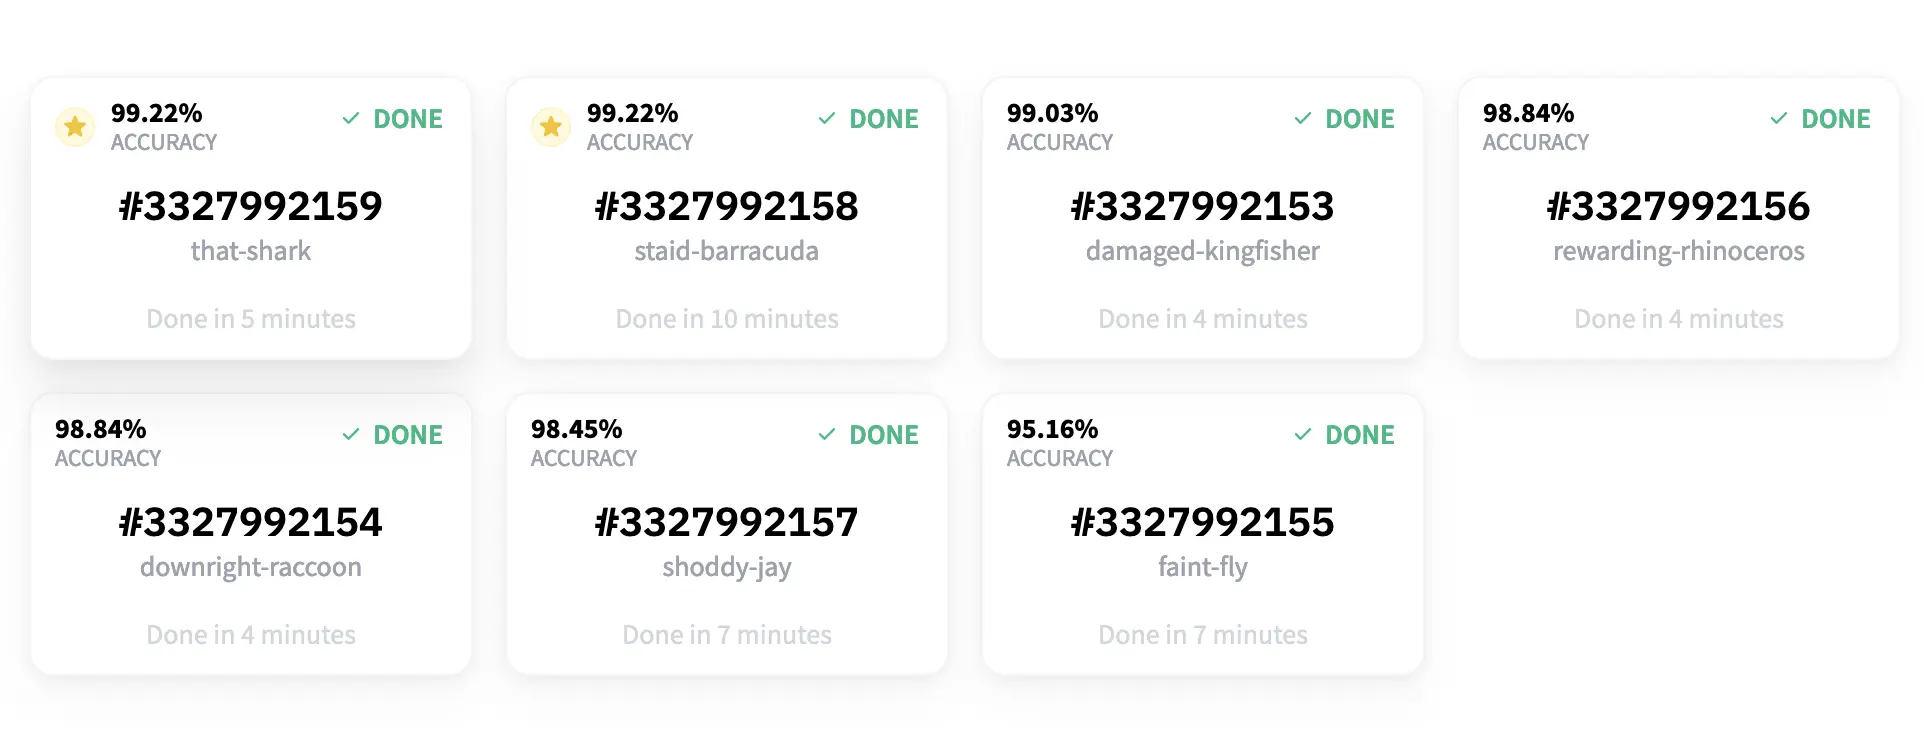 99.22%
ACCURACY
DONE
#3327992159
that-shark
Done in 5 minutes
99.22%
ACCURACY
DONE
#3327992158
staid-barracuda
Done in 10 minutes
99.03%
ACCURACY
DONE
#3327992153
damaged-kingfisher
Done in 4 minutes
98.84%
ACCURACY
DONE
#3327992156
rewarding-rhinoceros
Done in 4 minutes
98.84%
ACCURACY
DONE
#3327992154
downright-raccoon
Done in 4 minutes
98.45%
ACCURACY
DONE
#3327992157
shoddy-jay
Done in 7 minutes
95.16%
ACCURACY
DONE
#3327992155
faint-fly
Done in 7 minutes